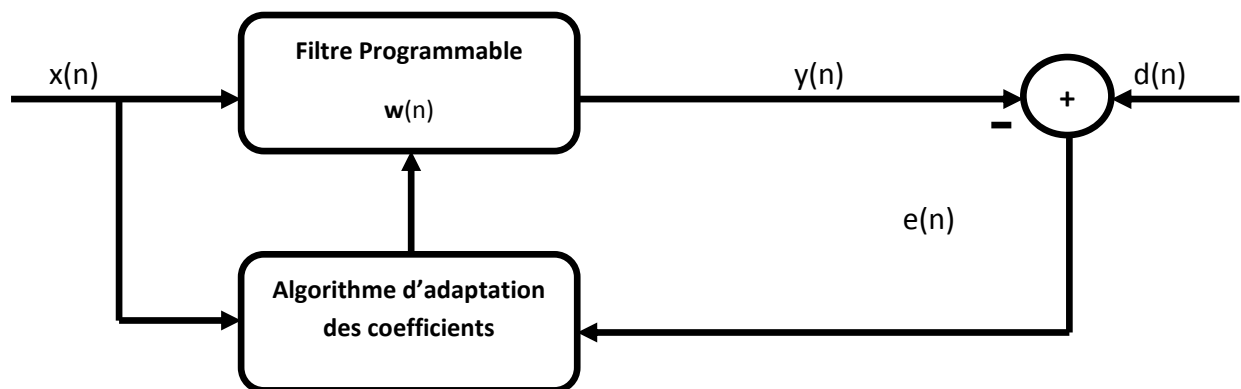 Filtre Programmable
x(n)
y(n)
d(n)
w(n)
+
-
e(n)
Algorithme d’adaptation
des coefficients